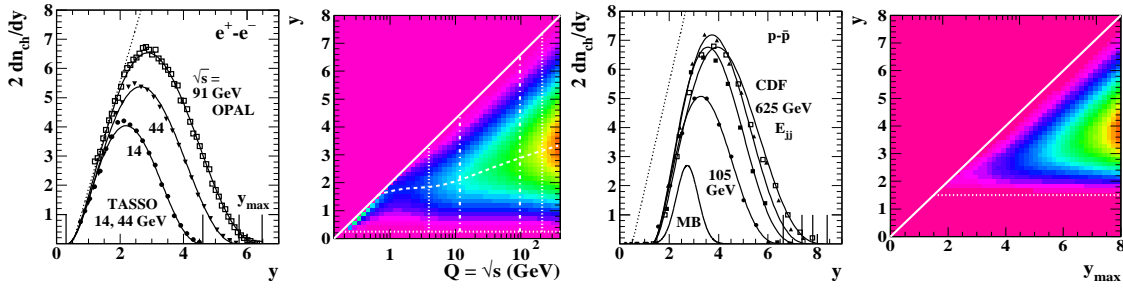 2 dn_ch/dy
8
7
6
5
4
3
2
1
0
e⁺-e⁻
√s =
91 GeV
OPAL
44
14
TASSO
14, 44 GeV
y_max
0 2 4 6
y
y
8
7
6
5
4
3
2
1
0
1 10 10²
Q = √s (GeV)
2 dn_ch/dy
8
7
6
5
4
3
2
1
0
p-p̄
CDF
625 GeV
E_jj
105
GeV
MB
0 2 4 6 8
y
y
8
7
6
5
4
3
2
1
0
0 1 2 3 4 5 6 7 8
y_max